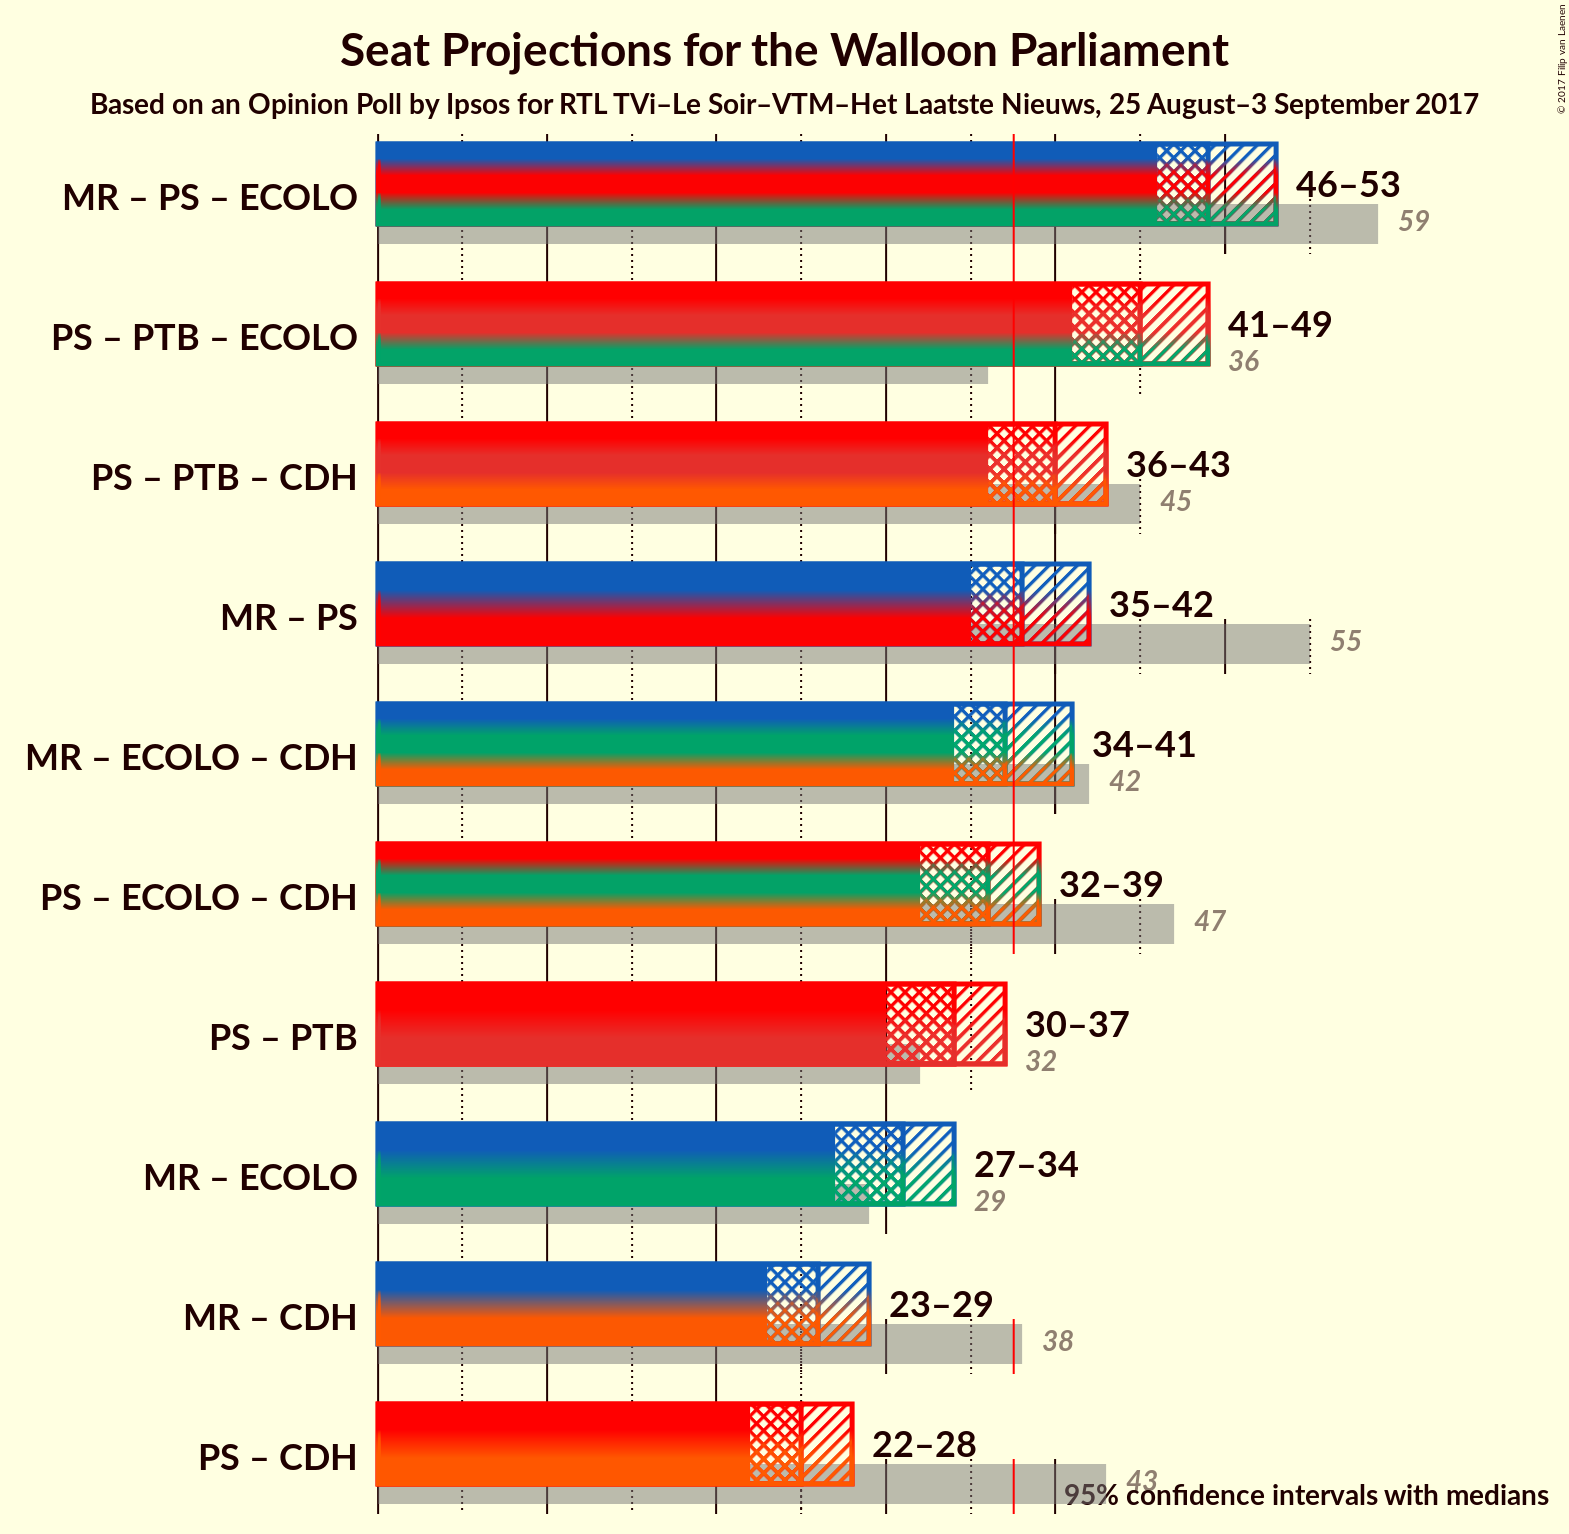 Seat Projections for the Walloon Parliament
Based on an Opinion Poll by Ipsos for RTL TVi–Le Soir–VTM–Het Laatste Nieuws, 25 August–3 September 2017
© 2017 Filip van Laenen
MR – PS – ECOLO
46–53
59
PS – PTB – ECOLO
41–49
36
PS – PTB – CDH
36–43
45
MR – PS
35–42
55
MR – ECOLO – CDH
34–41
42
PS – ECOLO – CDH
32–39
47
PS – PTB
30–37
32
MR – ECOLO
27–34
29
MR – CDH
23–29
38
PS – CDH
22–28
43
95% confidence intervals with medians